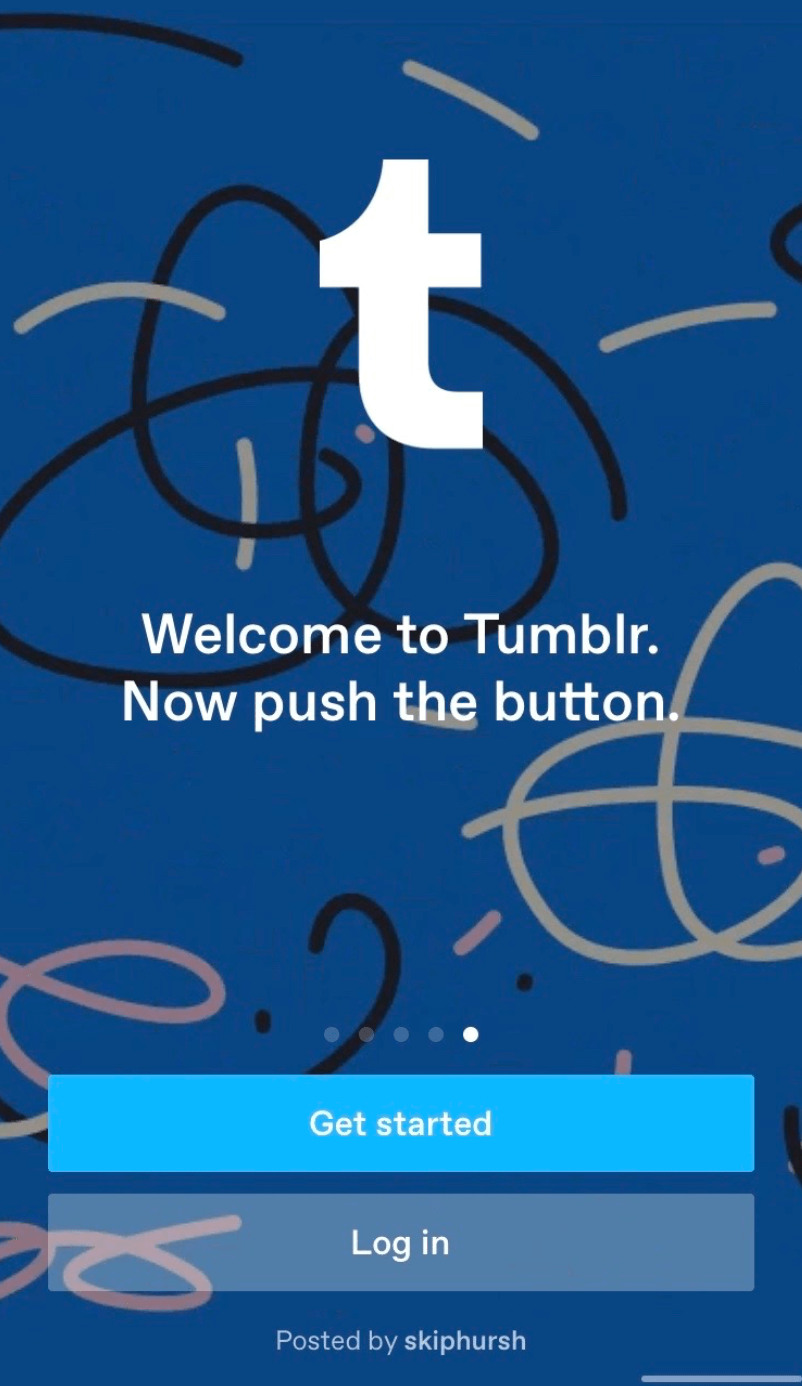 t
Welcome to Tumblr.
Now push the button.
Get started
Log in
Posted by skiphursh